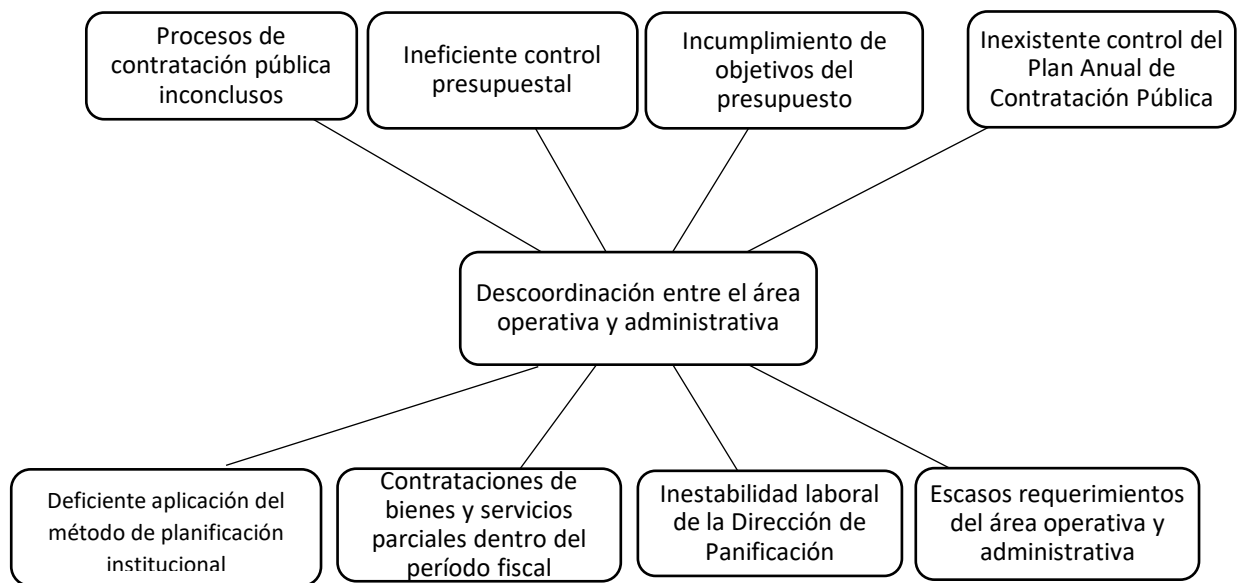 Procesos de
contratación pública
inconclusos
Ineficiente control
presupuestal
Incumplimiento de
objetivos del
presupuesto
Inexistente control del
Plan Anual de
Contratación Pública
Descoordinación entre el área
operativa y administrativa
Deficiente aplicación del
método de planificación
institucional
Contrataciones de
bienes y servicios
parciales dentro del
período fiscal
Inestabilidad laboral
de la Dirección de
Panificación
Escasos requerimientos
del área operativa y
administrativa